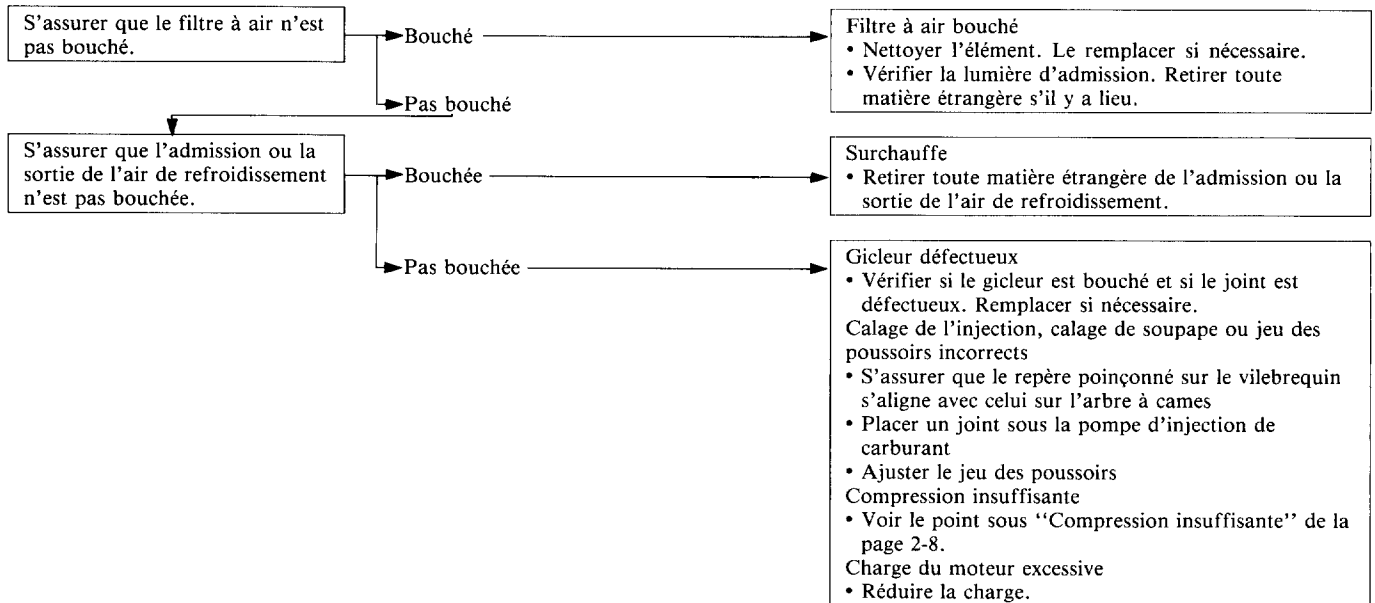 S'assurer que le filtre à air n'est
pas bouché.
Bouché
Pas bouché
Filtre à air bouché
• Nettoyer l'élément. Le remplacer si nécessaire.
• Vérifier la lumière d'admission. Retirer toute
matière étrangère s'il y a lieu.
S'assurer que l'admission ou la
sortie de l'air de refroidissement
n'est pas bouchée.
Bouchée
Surchauffe
• Retirer toute matière étrangère de l'admission ou la
sortie de l'air de refroidissement.
Pas bouchée
Gicleur défectueux
• Vérifier si le gicleur est bouché et si le joint est
défectueux. Remplacer si nécessaire.
Calage de l'injection, calage de soupape ou jeu des
poussoirs incorrects
• S'assurer que le repère poinçonné sur le vilebrequin
s'aligne avec celui sur l'arbre à cames
• Placer un joint sous la pompe d'injection de
carburant
• Ajuster le jeu des poussoirs
Compression insuffisante
• Voir le point sous ''Compression insuffisante'' de la
page 2-8.
Charge du moteur excessive
• Réduire la charge.